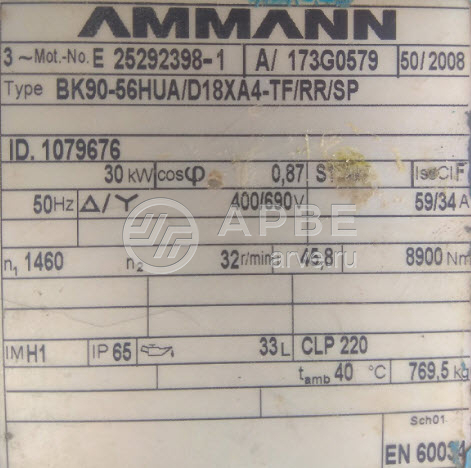 AMMANN
3~Mot.-No. E 25292398-1 A/ 173G0579 50/2008
Type BK90-56HUA/D18XA4-TF/RR/SP
ID. 1079676
30 kW cosφ 0,87 Iso Cl F
50Hz Δ/Y 400/690V 59/34 A
АРВЕ
arve.ru
n1 1460 n2 32 r/min i 45,8 8900 Nm
IM H1 IP 65 33 L CLP 220
tamb 40 °C 769,5 kg
Sch01
EN 60034